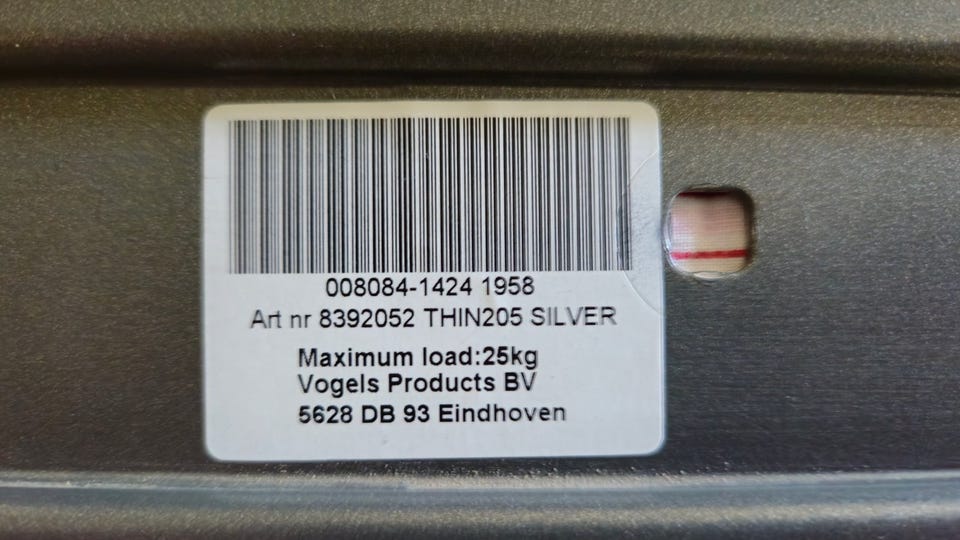 008084-1424 1958
Art nr 8392052 THIN205 SILVER
Maximum load:25kg
Vogels Products BV
5628 DB 93 Eindhoven